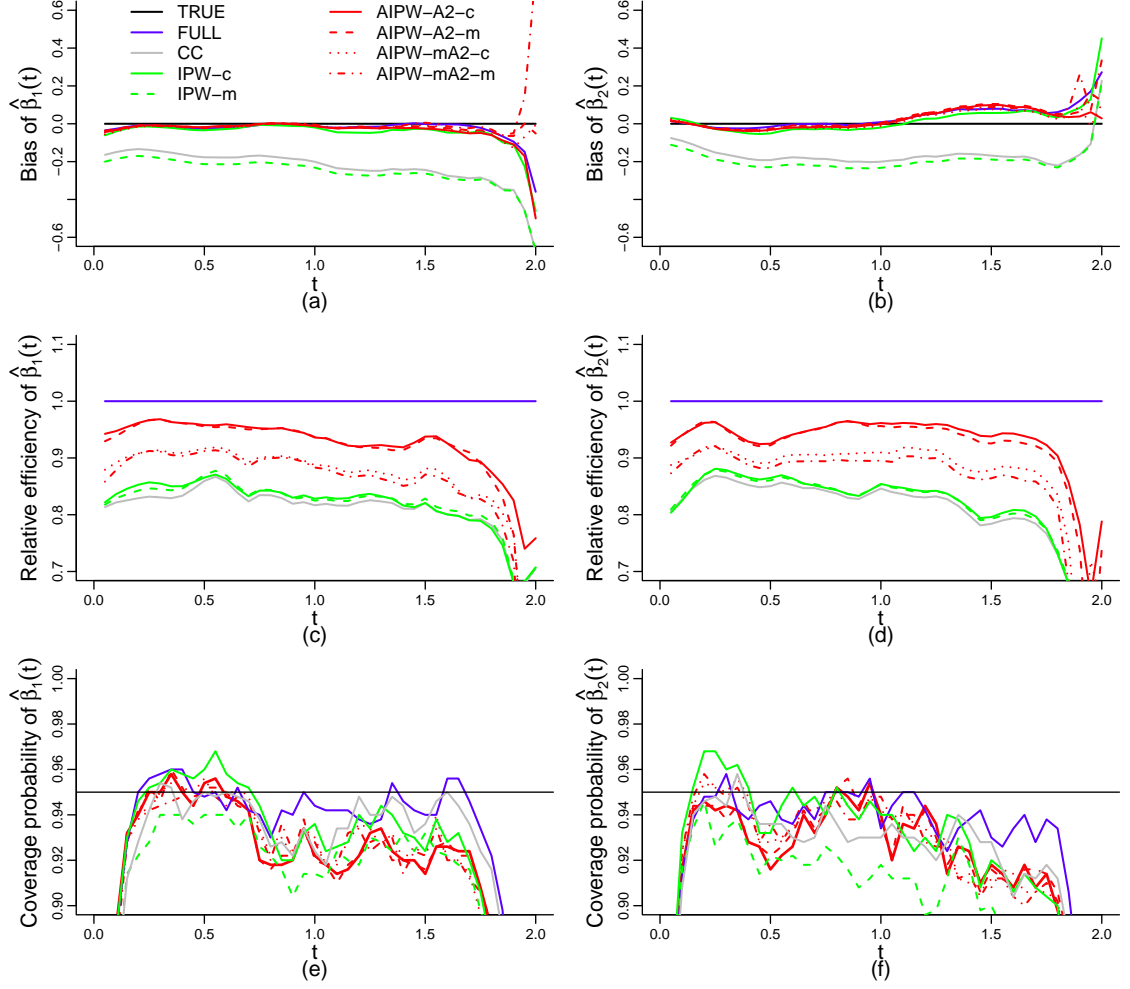 TRUE
FULL
CC
IPW−c
IPW−m
AIPW−A2−c
AIPW−A2−m
AIPW−mA2−c
AIPW−mA2−m
Bias of β̂₁(t)
−0.6 −0.2 0.0 0.2 0.4 0.6
0.0 0.5 1.0 1.5 2.0
t
(a)
Bias of β̂₂(t)
−0.6 −0.2 0.0 0.2 0.4 0.6
0.0 0.5 1.0 1.5 2.0
t
(b)
Relative efficiency of β̂₁(t)
0.7 0.8 0.9 1.0 1.1
0.0 0.5 1.0 1.5 2.0
t
(c)
Relative efficiency of β̂₂(t)
0.7 0.8 0.9 1.0 1.1
0.0 0.5 1.0 1.5 2.0
t
(d)
Coverage probability of β̂₁(t)
0.90 0.92 0.94 0.96 0.98 1.00
0.0 0.5 1.0 1.5 2.0
t
(e)
Coverage probability of β̂₂(t)
0.90 0.92 0.94 0.96 0.98 1.00
0.0 0.5 1.0 1.5 2.0
t
(f)